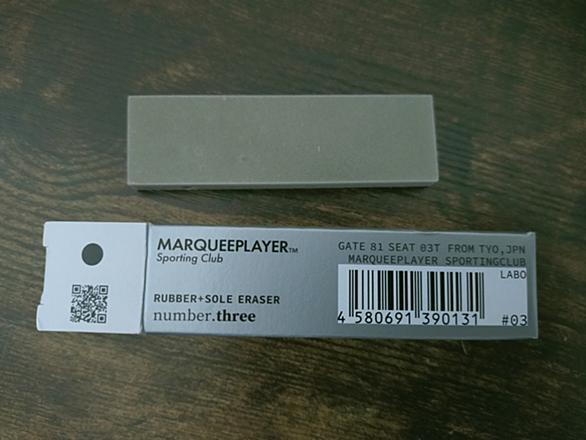 MARQUEEPLAYER™
Sporting Club
RUBBER+SOLE ERASER
number.three
GATE 81 SEAT 03T FROM TYO,JPN
MARQUEEPLAYER SPORTINGCLUB
LABO
4 580691 390131
#03